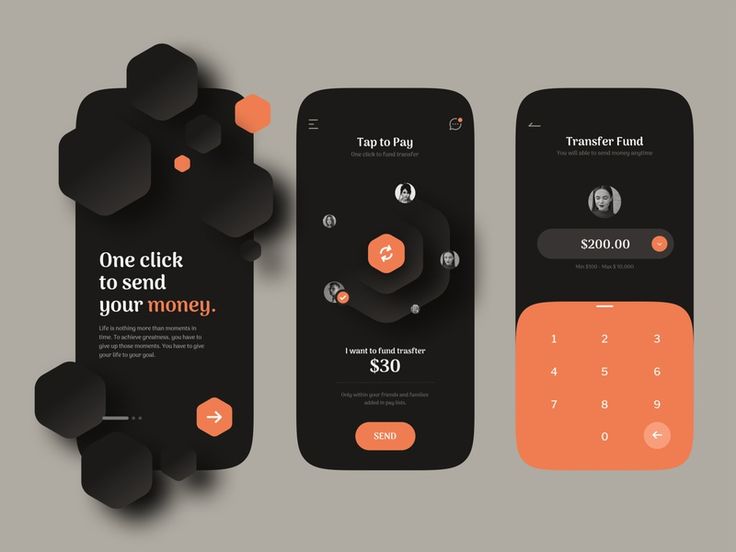 One click
to send
your money.
Life is nothing more than moments in
time. To achieve greatness, you have to
give up those moments. You have to give
your life to your goal.
Tap to Pay
One click to fund transfer
I want to fund trasfter
$30
Only within your friends and families
added in pay lists.
SEND
Transfer Fund
You will able to send money anytime
$200.00
Min $100 - Max $ 10,000
1 2 3
4 5 6
7 8 9
0